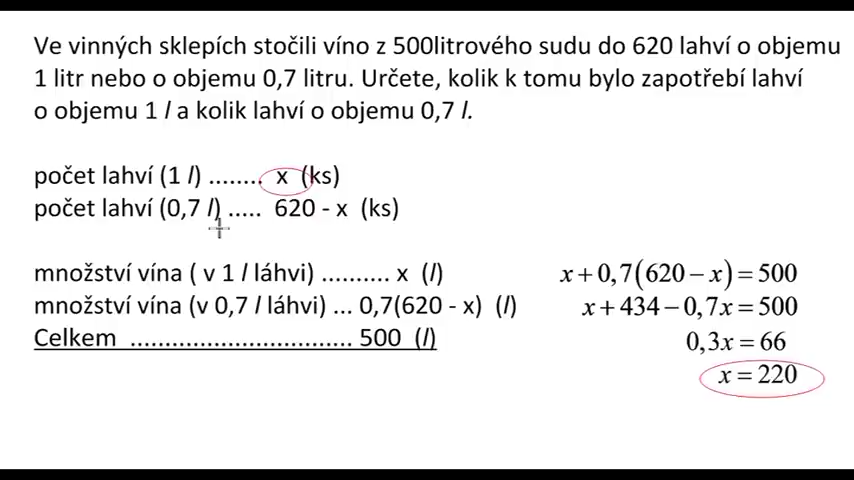 Ve vinných sklepích stočili víno z 500litrového sudu do 620 lahví o objemu
1 litr nebo o objemu 0,7 litru. Určete, kolik k tomu bylo zapotřebí lahví
o objemu 1 l a kolik lahví o objemu 0,7 l.
počet lahví (1 l) ........ x (ks)
počet lahví (0,7 l) ..... 620 - x (ks)
množství vína ( v 1 l láhvi) .......... x (l)
množství vína (v 0,7 l láhvi) ... 0,7(620 - x) (l)
Celkem ................................ 500 (l)
x + 0,7(620 − x) = 500
x + 434 − 0,7x = 500
0,3x = 66
x = 220